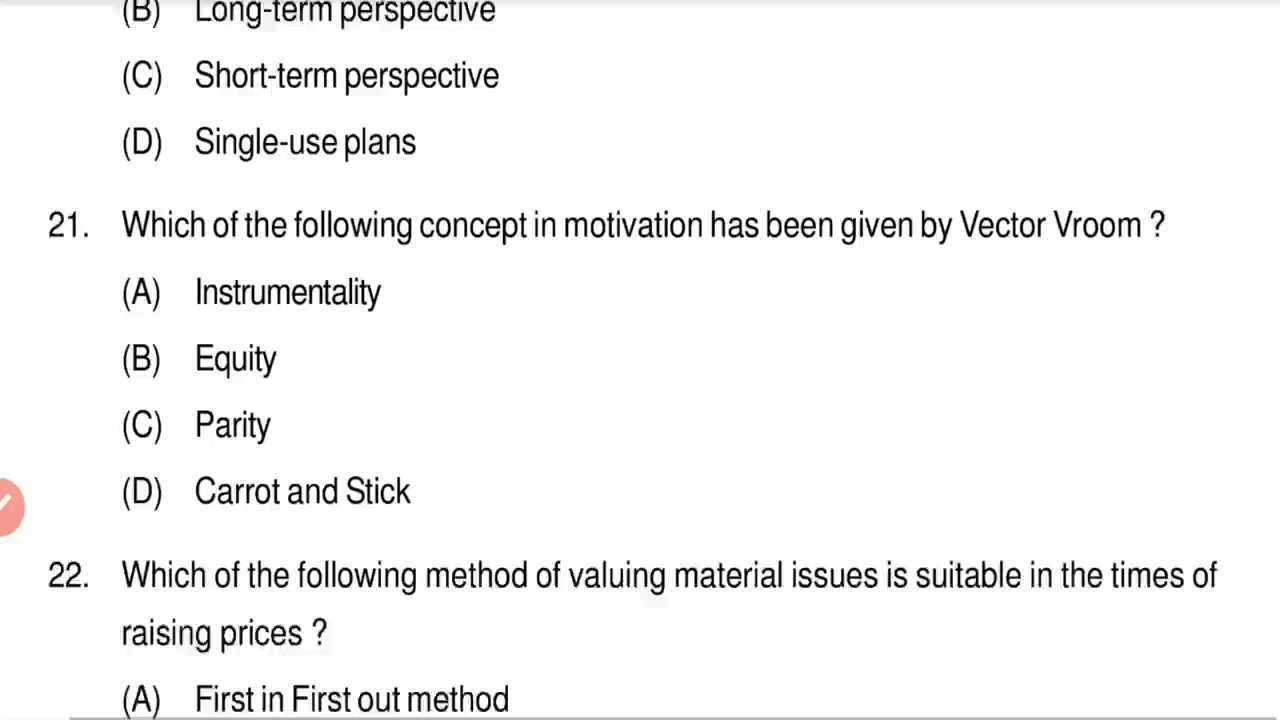 (B) Long-term perspective
(C) Short-term perspective
(D) Single-use plans
21. Which of the following concept in motivation has been given by Vector Vroom ?
(A) Instrumentality
(B) Equity
(C) Parity
(D) Carrot and Stick
22. Which of the following method of valuing material issues is suitable in the times of
raising prices ?
(A) First in First out method